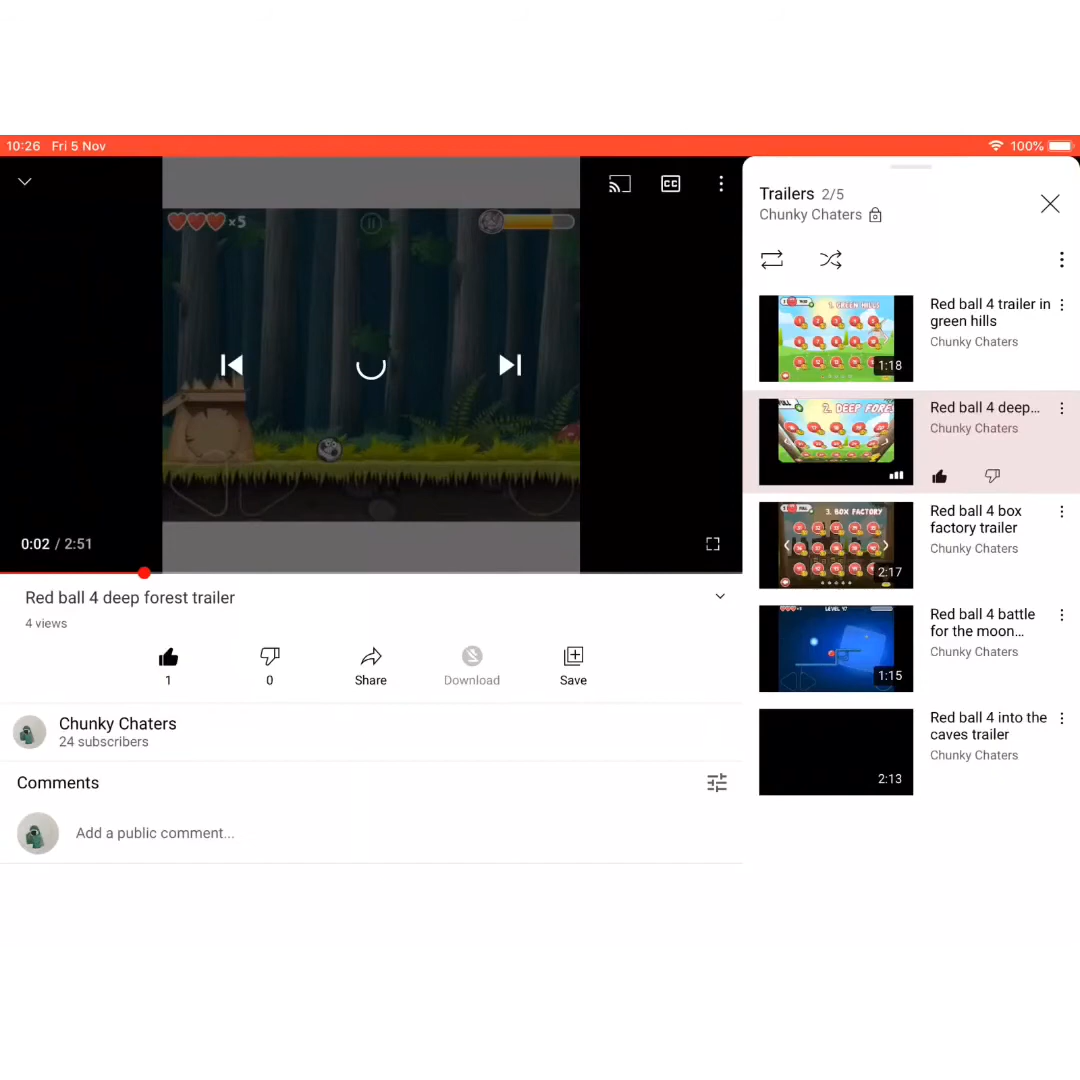 10:26 Fri 5 Nov
100%
×5
CC
0:02 / 2:51
Red ball 4 deep forest trailer
4 views
1
0
Share
Download
Save
Chunky Chaters
24 subscribers
Comments
Add a public comment...
Trailers 2/5
Chunky Chaters
1. GREEN HILLS
1:18
Red ball 4 trailer in
green hills
Chunky Chaters
2. DEEP FORE
Red ball 4 deep...
Chunky Chaters
3. BOX FACTORY
2:17
Red ball 4 box
factory trailer
Chunky Chaters
LEVEL 47
1:15
Red ball 4 battle
for the moon...
Chunky Chaters
2:13
Red ball 4 into the
caves trailer
Chunky Chaters